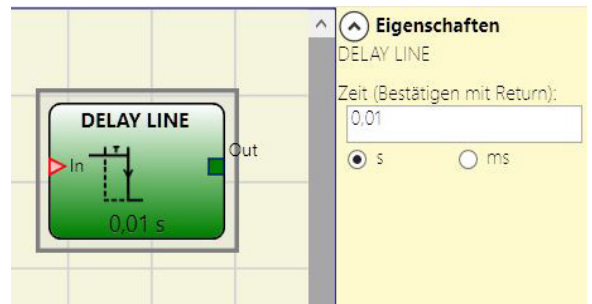 DELAY LINE
In
Out
T
0,01 s
Eigenschaften
DELAY LINE
Zeit (Bestätigen mit Return):
0,01
s
ms